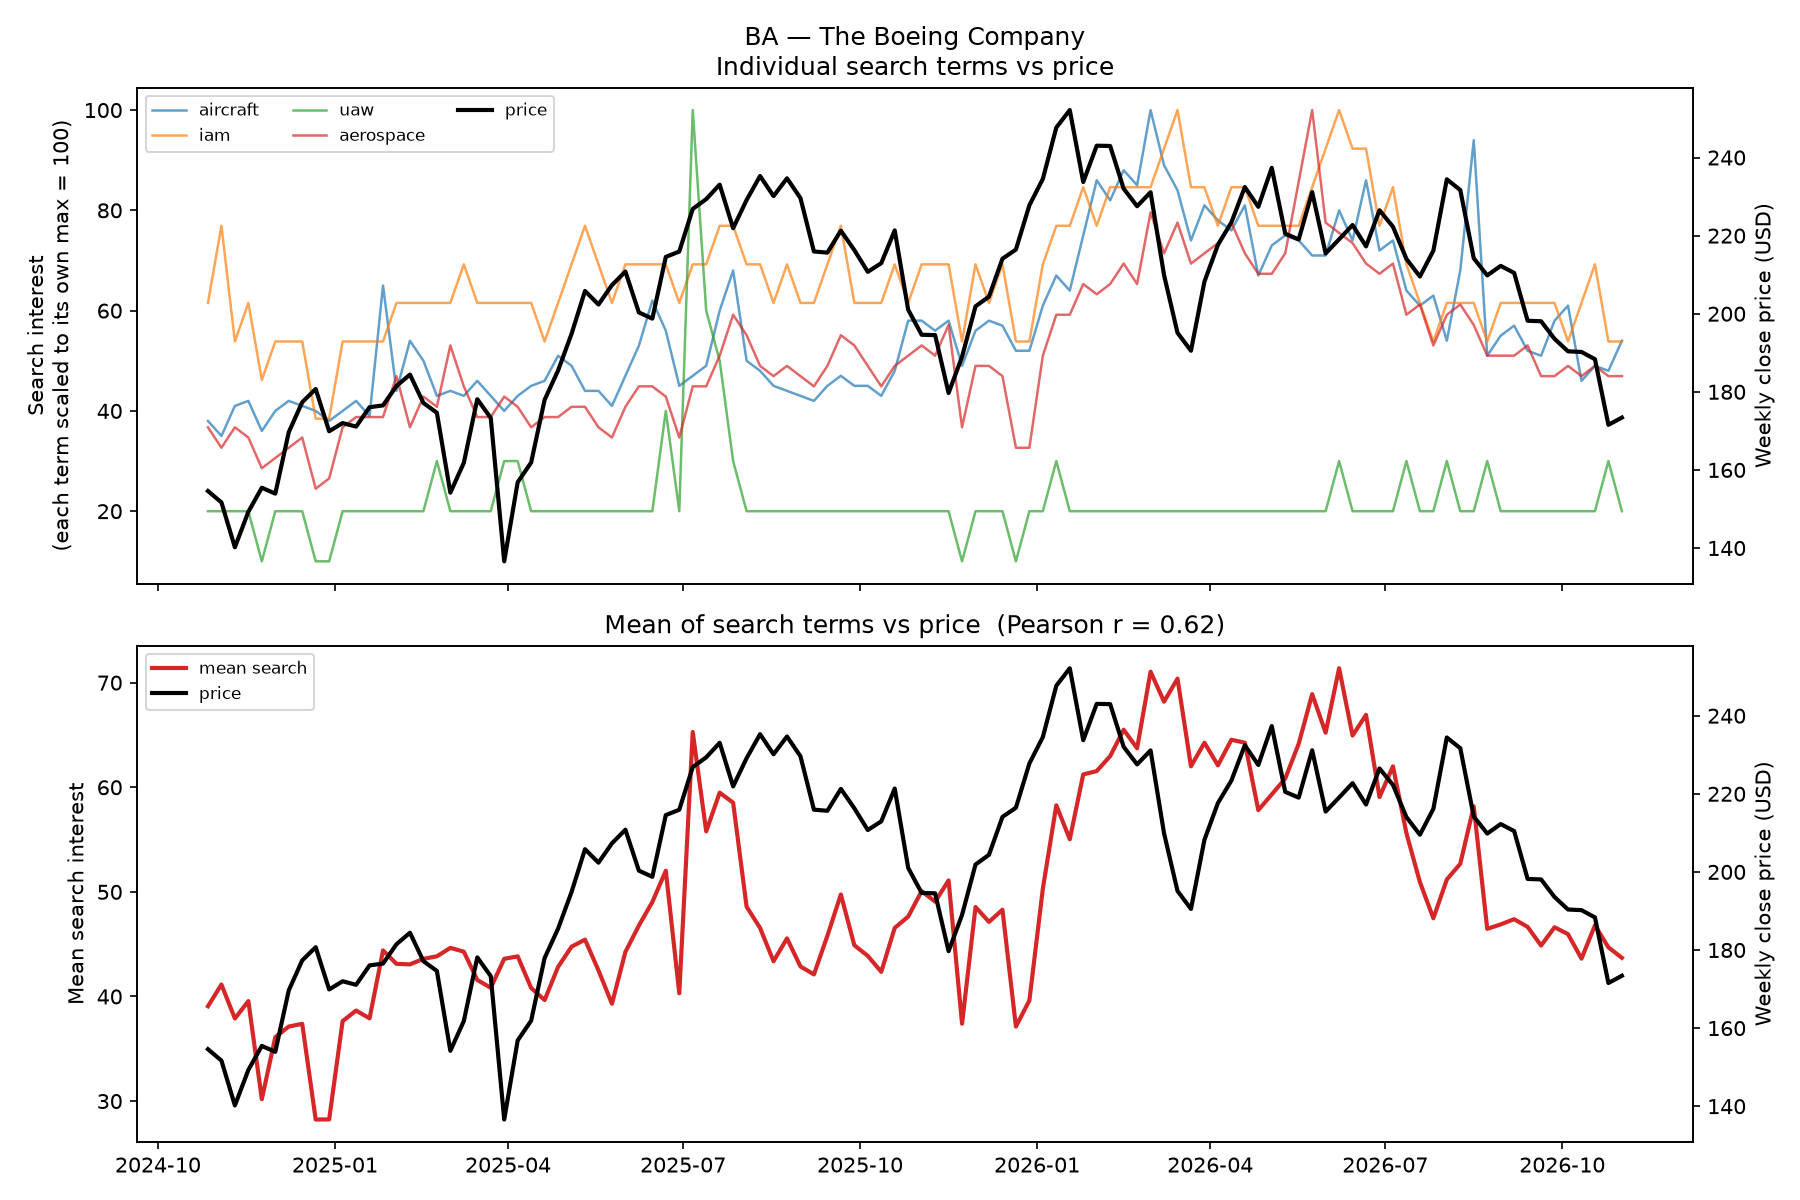 BA — The Boeing Company
Individual search terms vs price
aircraft
iam
uaw
aerospace
price
Search interest
(each term scaled to its own max = 100)
100
80
60
40
20
Weekly close price (USD)
240
220
200
180
160
140
Mean of search terms vs price (Pearson r = 0.62)
mean search
price
Mean search interest
70
60
50
40
30
Weekly close price (USD)
240
220
200
180
160
140
2024-10
2025-01
2025-04
2025-07
2025-10
2026-01
2026-04
2026-07
2026-10